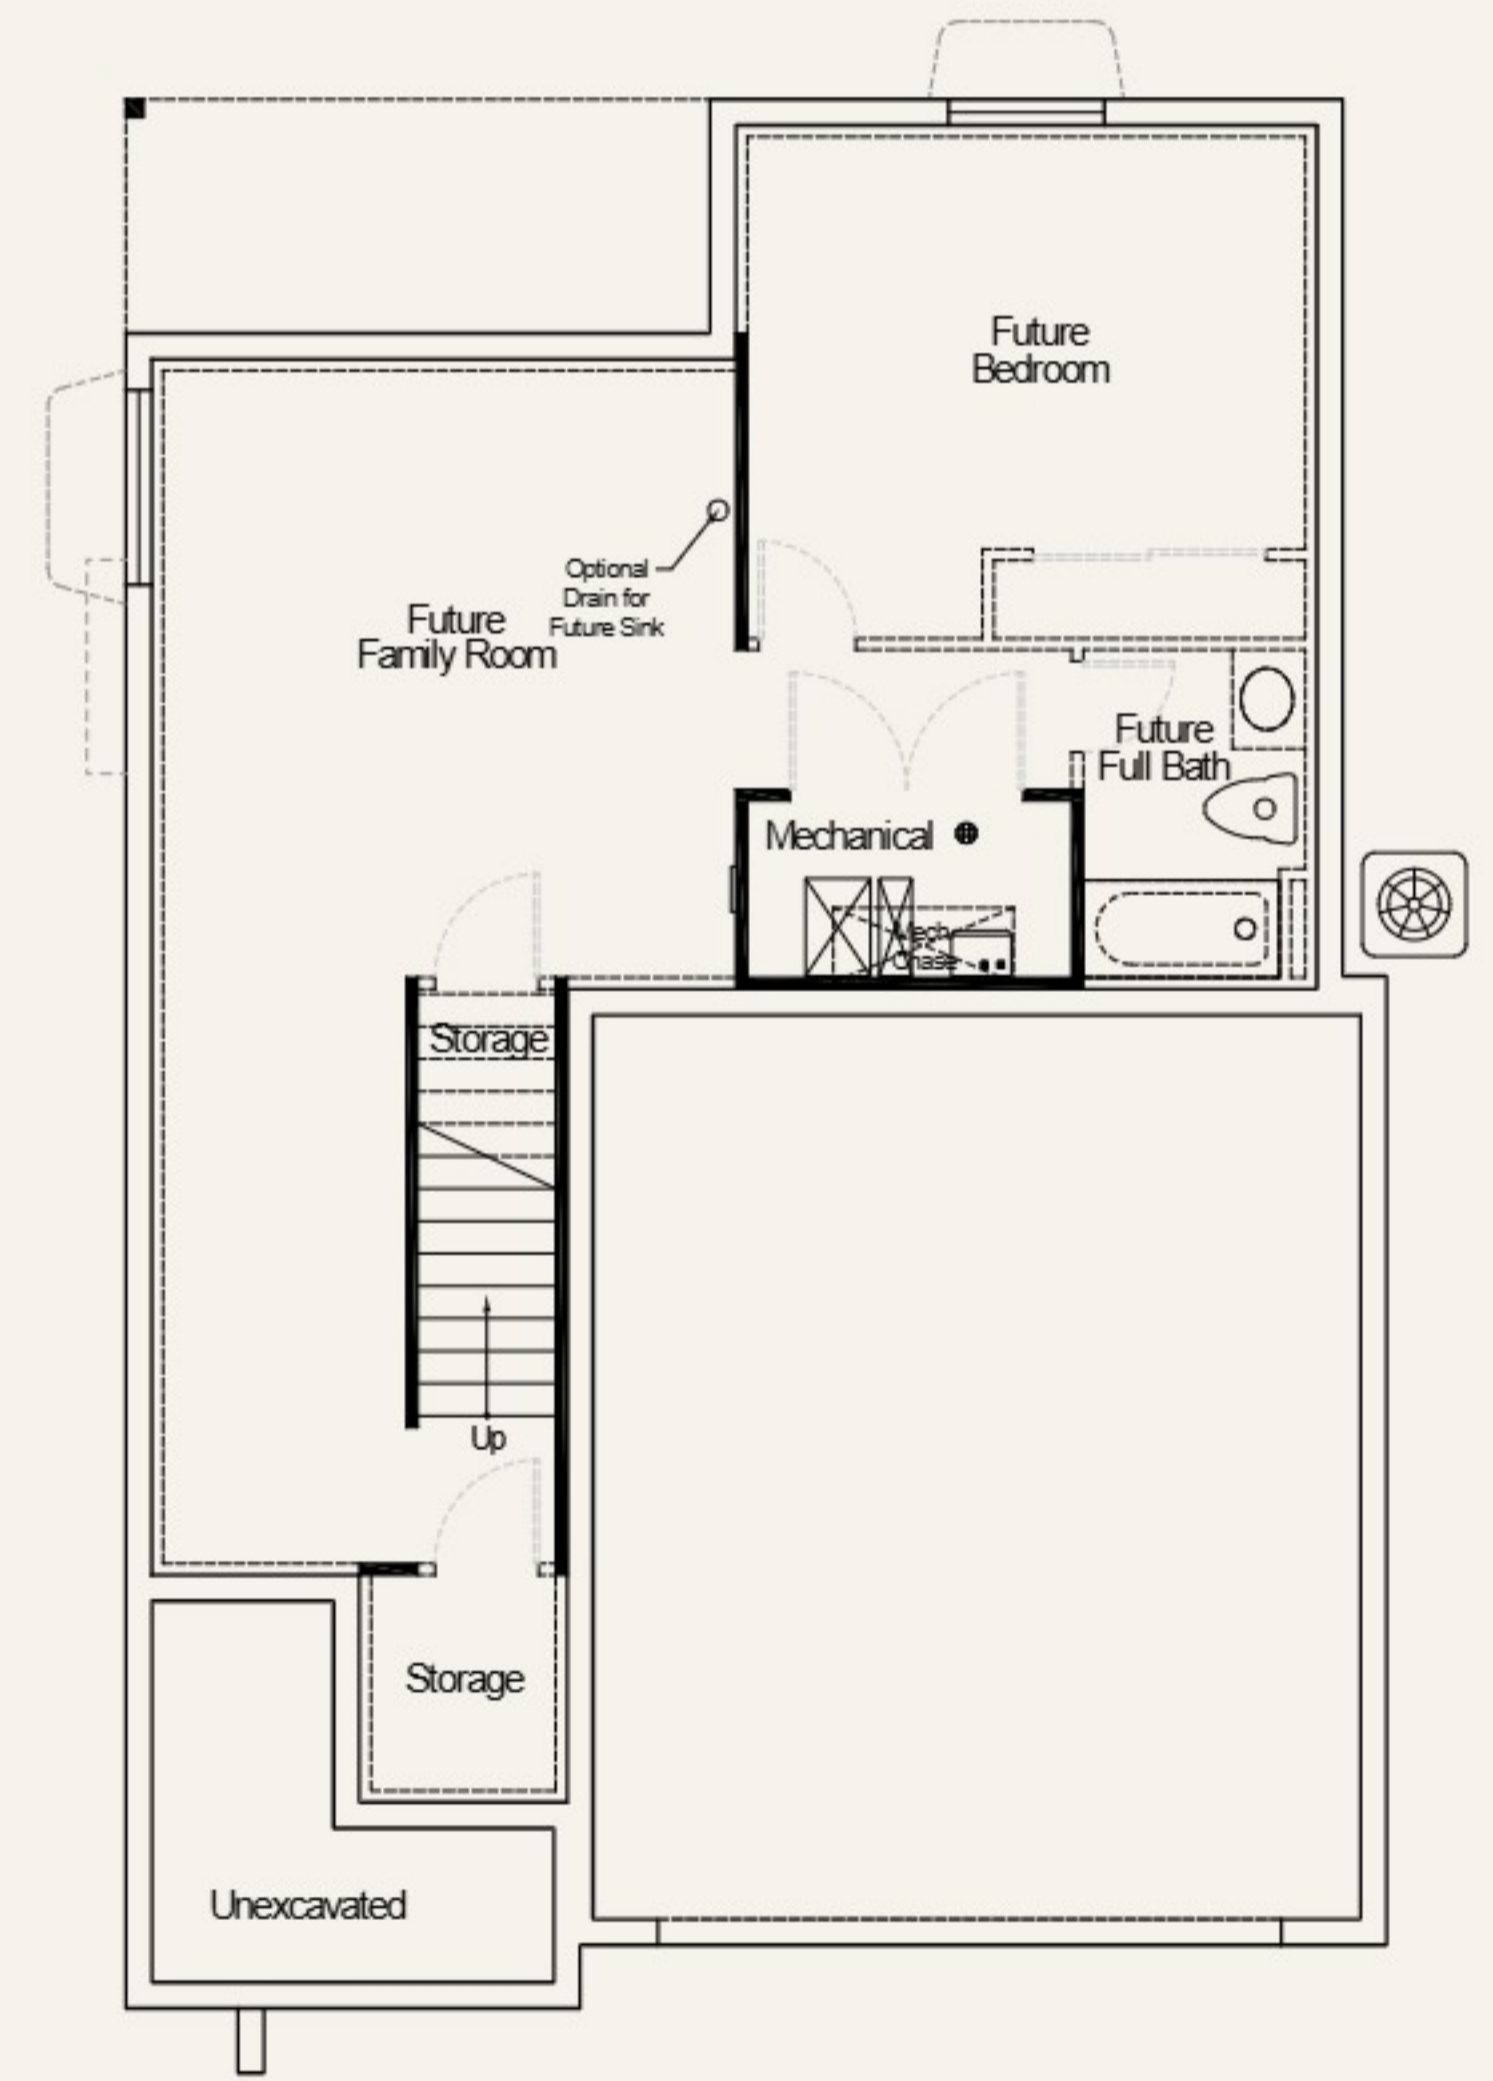 Future
Bedroom
Optional
Drain for
Future Sink
Future
Family Room
Future
Full Bath
Mechanical
Mech
Chase
Storage
Up
Storage
Unexcavated